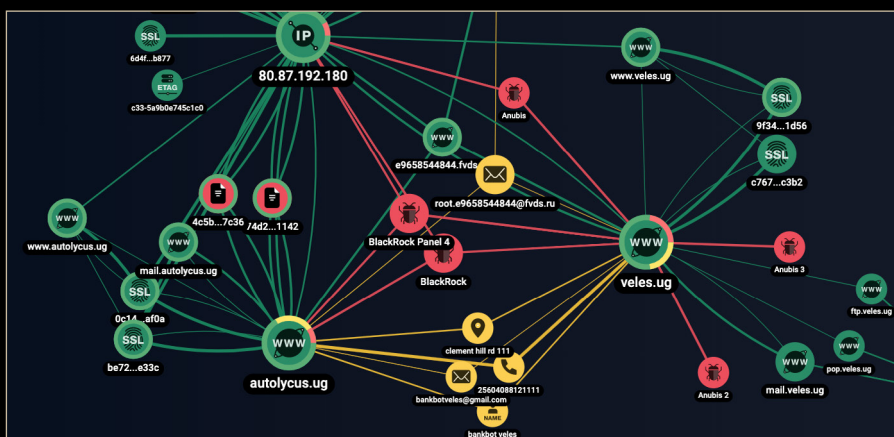 IP
80.87.192.180
SSL
6d4f...b877
ETAG
c33-5a9b0e745c1c0
WWW
www.veles.ug
SSL
9f34...1d56
Anubis
WWW
e9658544844.fvds
SSL
c767...c3b2
root.e9658544844@fvds.ru
4c5b...7c36
74d2...1142
WWW
www.autolycus.ug
WWW
mail.autolycus.ug
BlackRock Panel 4
BlackRock
WWW
veles.ug
Anubis 3
SSL
0c14...af0a
WWW
ftp.veles.ug
SSL
be72...e33c
WWW
autolycus.ug
clement hill rd 111
WWW
pop.veles.ug
WWW
mail.veles.ug
25604088121111
bankbotveles@gmail.com
Anubis 2
NAME
bankbot veles